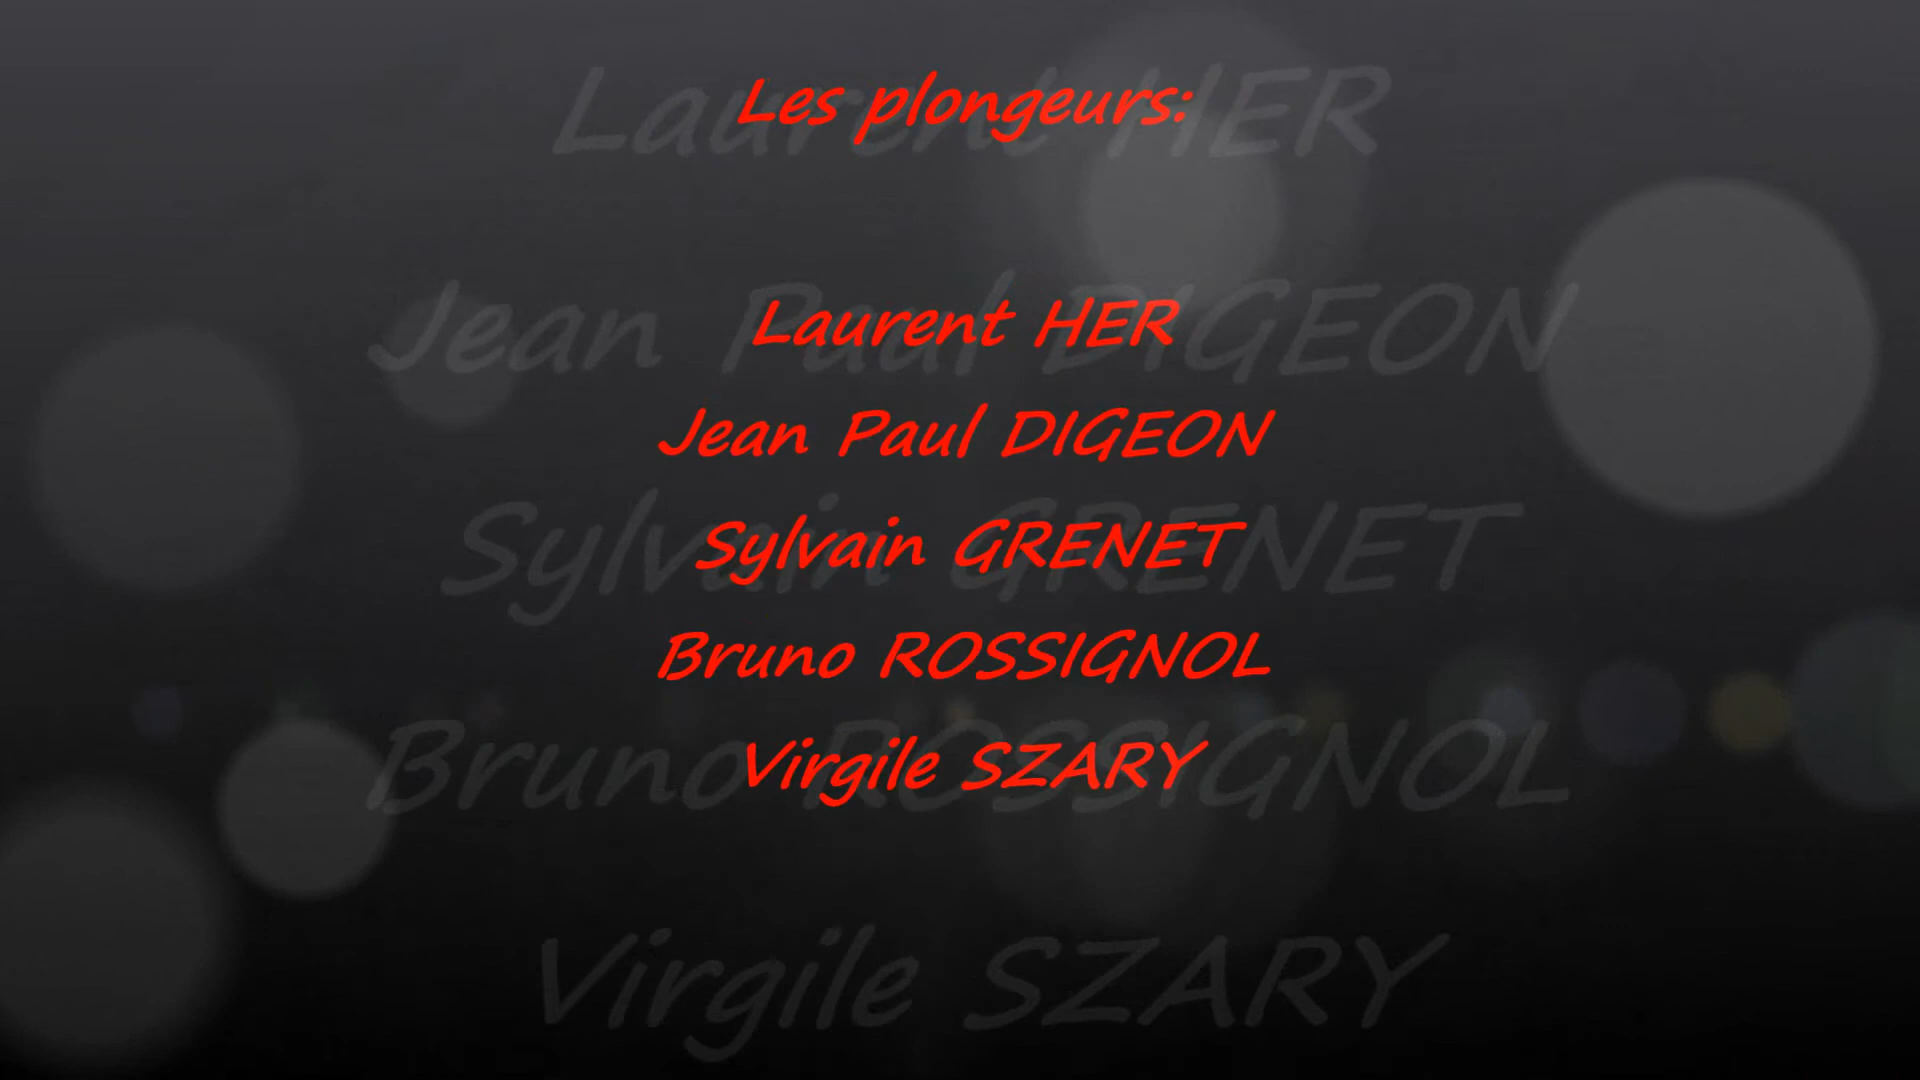 Les plongeurs:
Laurent HER
Jean Paul DIGEON
Sylvain GRENET
Bruno ROSSIGNOL
Virgile SZARY